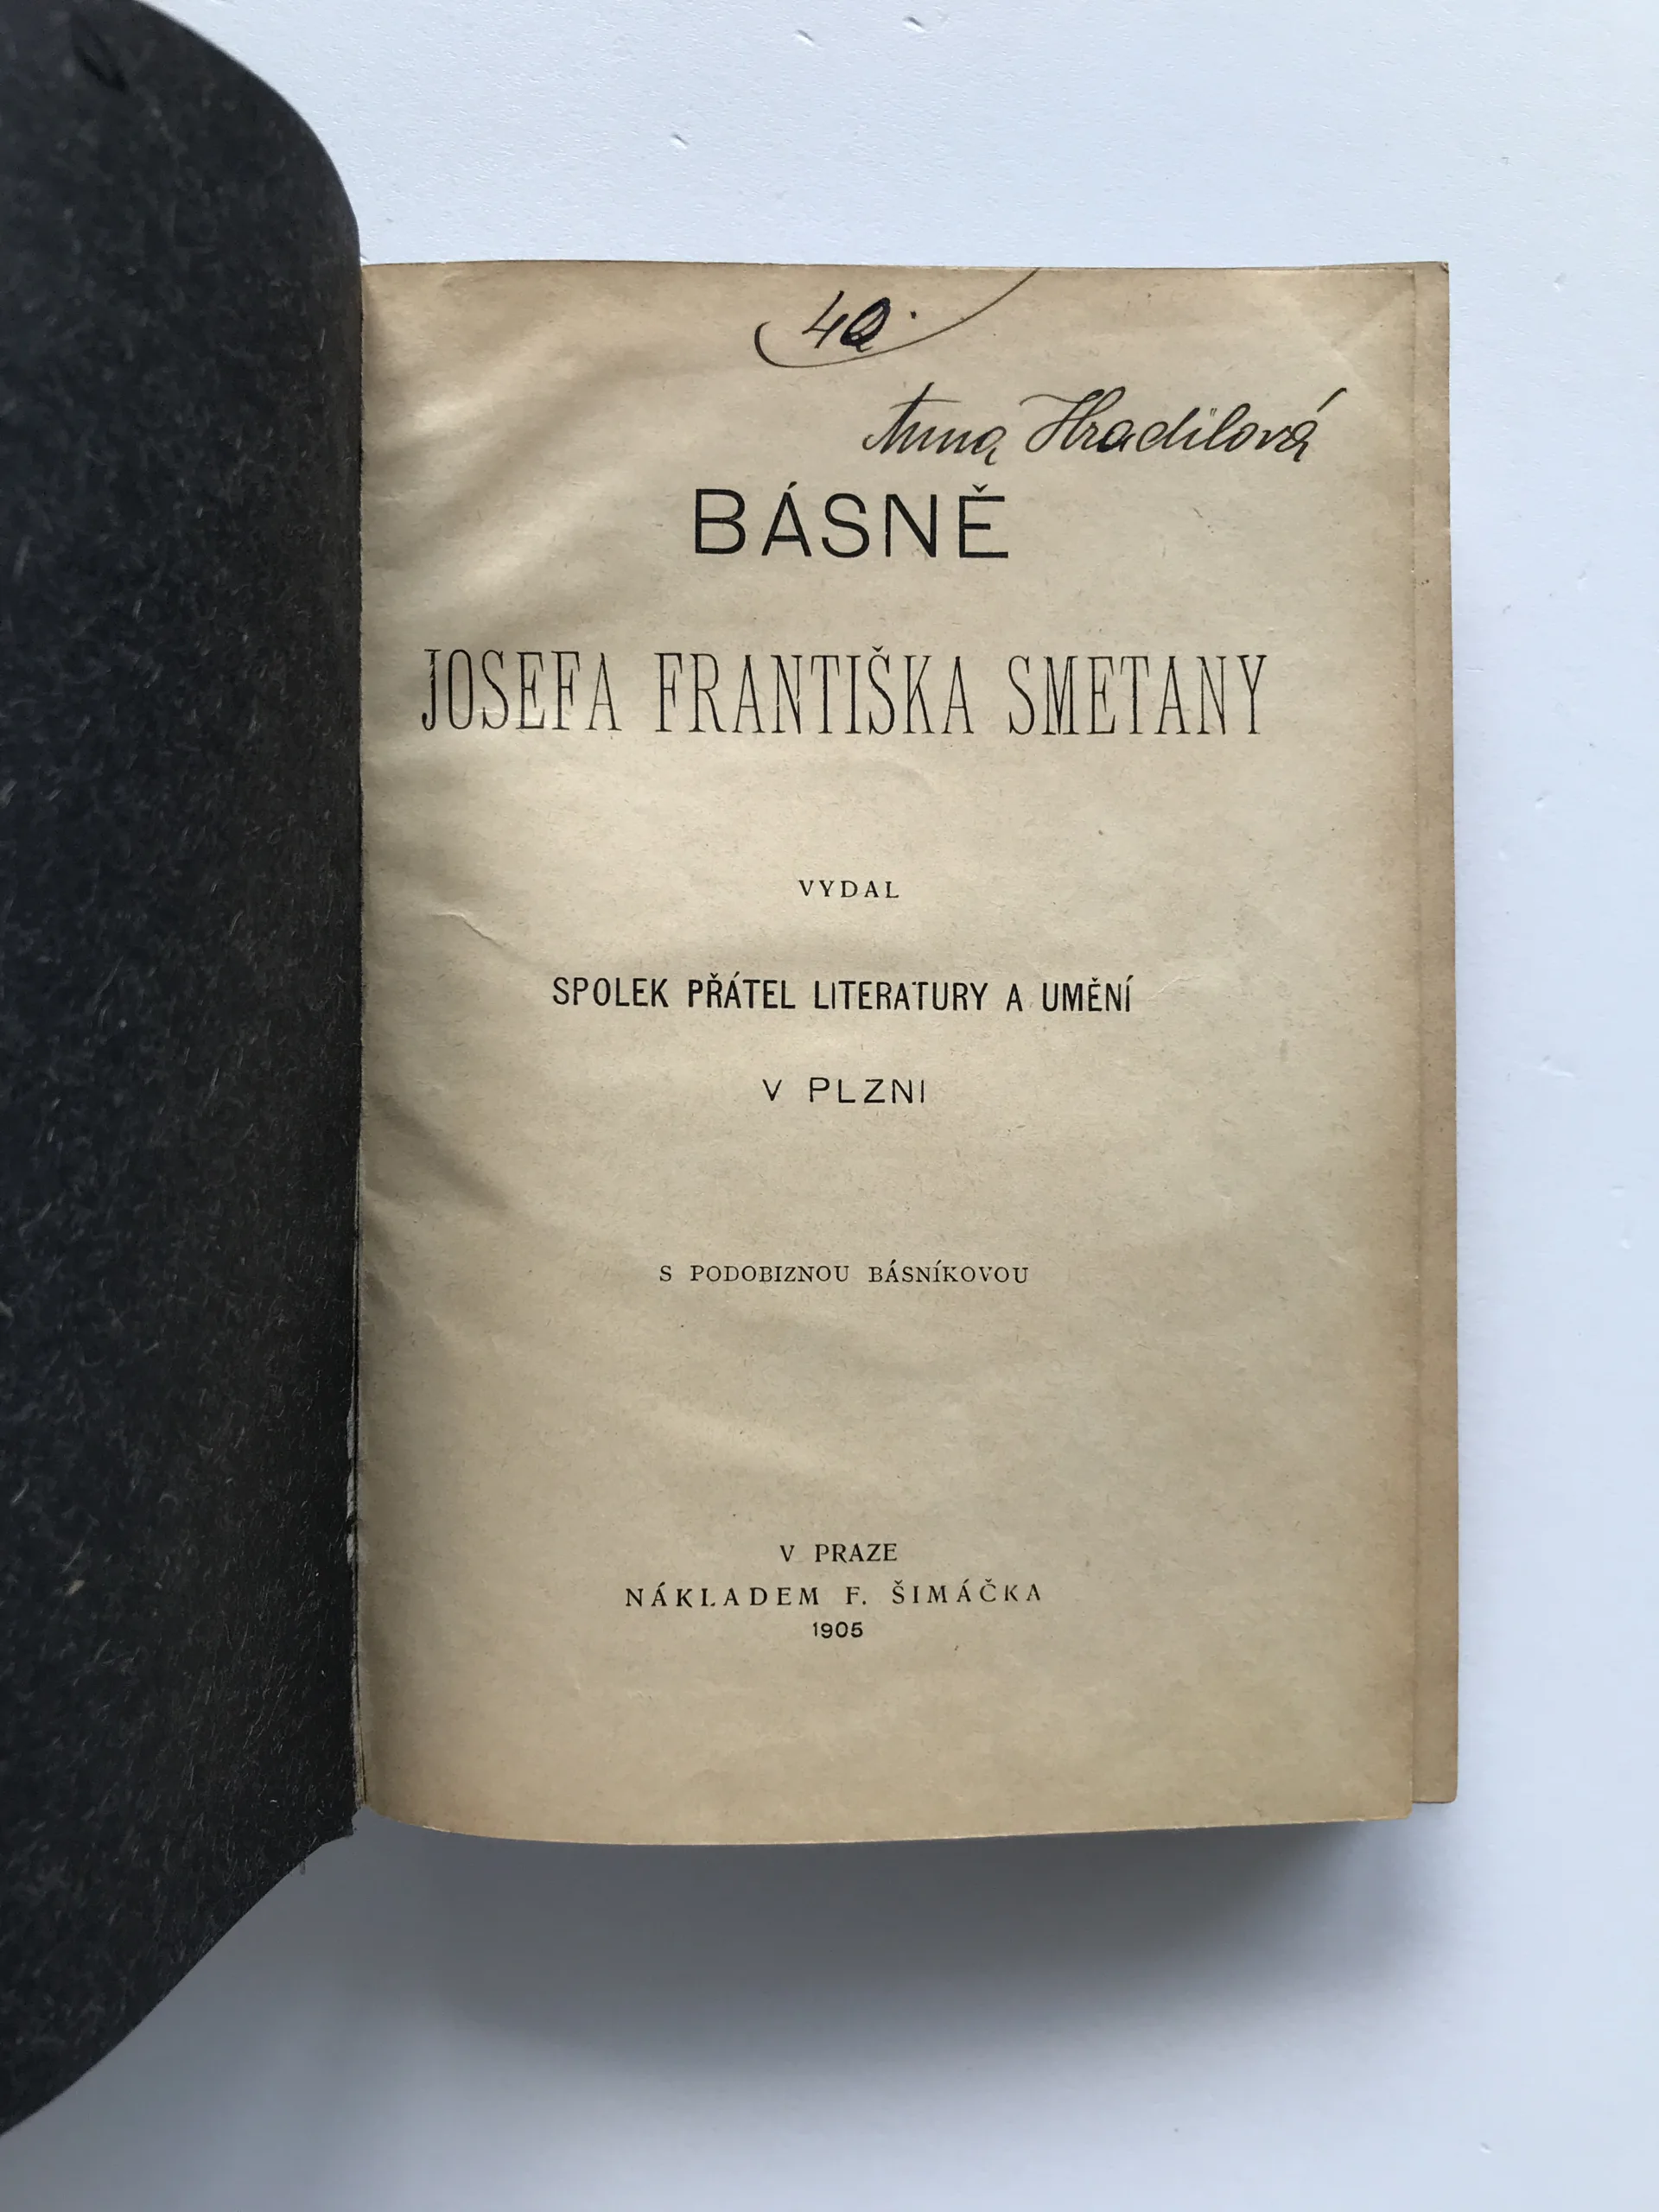 40.
Anna Hradilová
BÁSNĚ
JOSEFA FRANTIŠKA SMETANY
VYDAL
SPOLEK PŘÁTEL LITERATURY A UMĚNÍ
V PLZNI
S PODOBIZNOU BÁSNÍKOVOU
V PRAZE
NÁKLADEM F. ŠIMÁČKA
1905